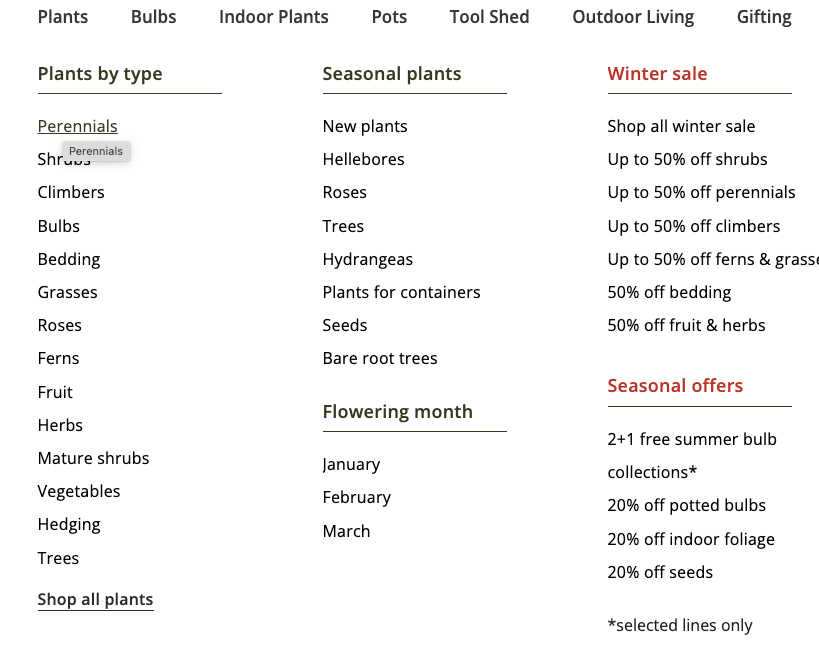 Plants Bulbs Indoor Plants Pots Tool Shed Outdoor Living Gifting
Plants by type
Perennials
Perennials
Shrubs
Climbers
Bulbs
Bedding
Grasses
Roses
Ferns
Fruit
Herbs
Mature shrubs
Vegetables
Hedging
Trees
Shop all plants
Seasonal plants
New plants
Hellebores
Roses
Trees
Hydrangeas
Plants for containers
Seeds
Bare root trees
Flowering month
January
February
March
Winter sale
Shop all winter sale
Up to 50% off shrubs
Up to 50% off perennials
Up to 50% off climbers
Up to 50% off ferns & grasse
50% off bedding
50% off fruit & herbs
Seasonal offers
2+1 free summer bulb
collections*
20% off potted bulbs
20% off indoor foliage
20% off seeds
*selected lines only